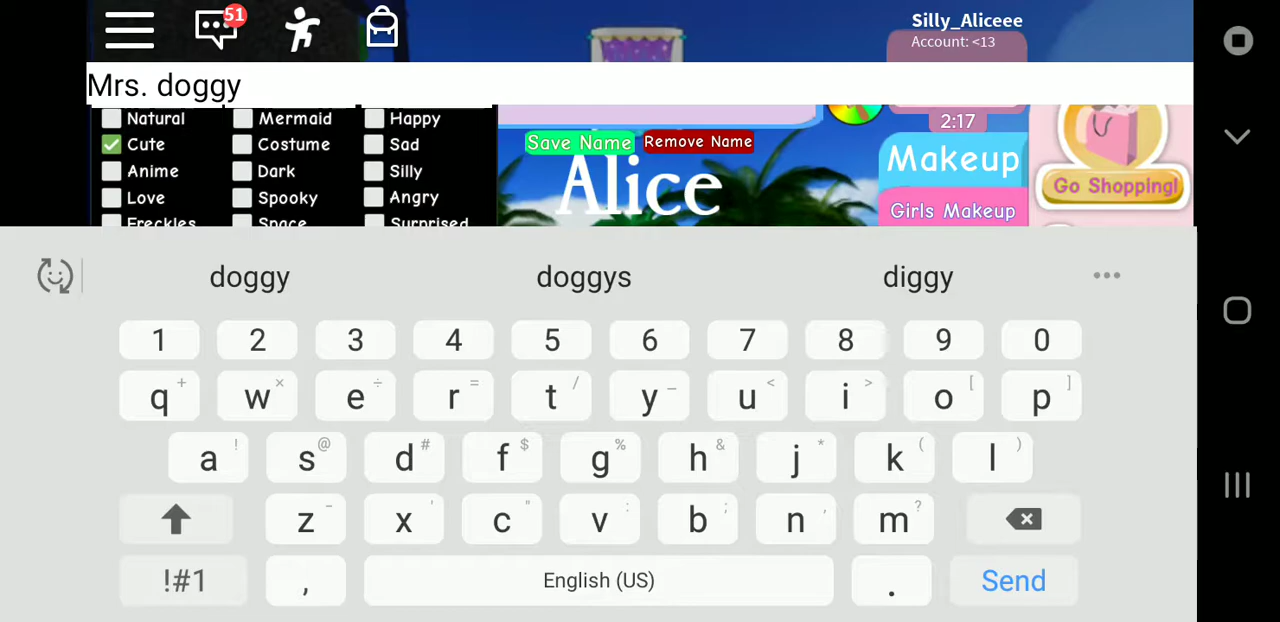 51
Silly_Aliceee
Account: <13
Mrs. doggy
Natural Mermaid Happy
Cute Costume Sad
Anime Dark Silly
Love Spooky Angry
Freckles Space Surprised
Save Name Remove Name
Alice
2:17
Makeup
Girls Makeup
Go Shopping!
doggy doggys diggy
1 2 3 4 5 6 7 8 9 0
q + w × e ÷ r = t / y _ u < i > o [ p ]
a ! s @ d # f $ g % h & j * k ( l )
z - x ' c " v : b ; n , m ?
!#1 , English (US) . Send